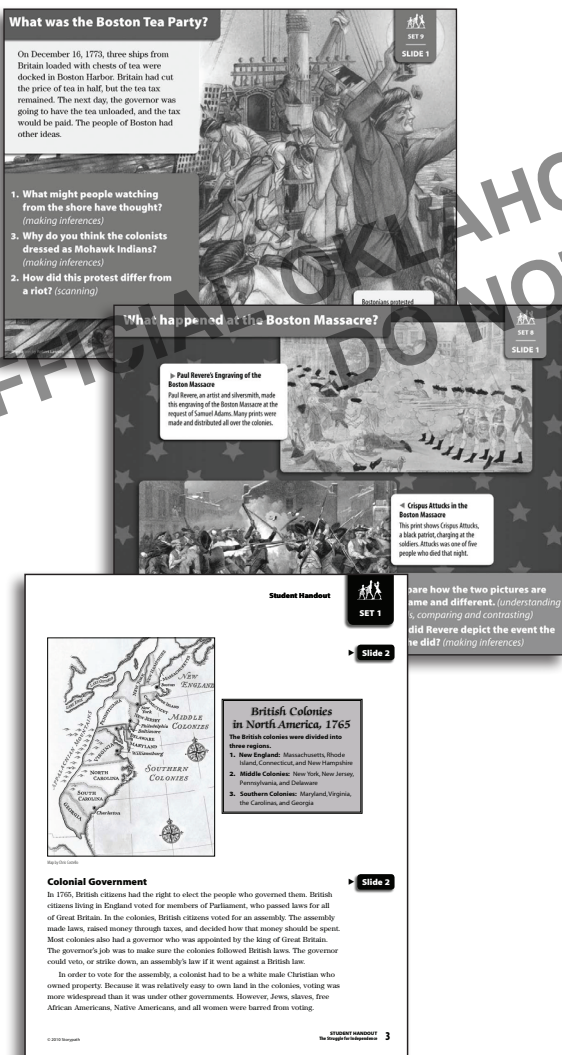 What was the Boston Tea Party?
SET 9
SLIDE 1
On December 16, 1773, three ships from
Britain loaded with chests of tea were
docked in Boston Harbor. Britain had cut
the price of tea in half, but the tea tax
remained. The next day, the governor was
going to have the tea unloaded, and the tax
would be paid. The people of Boston had
other ideas.
1. What might people watching
from the shore have thought?
(making inferences)
3. Why do you think the colonists
dressed as Mohawk Indians?
(making inferences)
2. How did this protest differ from
a riot? (scanning)
Bostonians protested
What happened at the Boston Massacre?
SET 8
SLIDE 1
▶ Paul Revere's Engraving of the
Boston Massacre
Paul Revere, an artist and silversmith, made
this engraving of the Boston Massacre at the
request of Samuel Adams. Many prints were
made and distributed all over the colonies.
◀ Crispus Attucks in the
Boston Massacre
This print shows Crispus Attucks,
a black patriot, charging at the
soldiers. Attucks was one of five
people who died that night.
pare how the two pictures are
ame and different. (understanding
s, comparing and contrasting)
did Revere depict the event the
he did? (making inferences)
Student Handout
SET 1
▶ Slide 2
NEW
ENGLAND
MASSACHUSETTS
NEW HAMPSHIRE
Boston
NEW YORK
RHODE ISLAND
CONNECTICUT
New
York
PENNSYLVANIA
NEW JERSEY
MIDDLE
COLONIES
Philadelphia
Baltimore
DELAWARE
MARYLAND
VIRGINIA
Williamsburg
APPALACHIAN MOUNTAINS
NORTH
CAROLINA
SOUTHERN
COLONIES
SOUTH
CAROLINA
GEORGIA
Charleston
British Colonies
in North America, 1765
The British colonies were divided into
three regions.
1. New England: Massachusetts, Rhode
Island, Connecticut, and New Hampshire
2. Middle Colonies: New York, New Jersey,
Pennsylvania, and Delaware
3. Southern Colonies: Maryland, Virginia,
the Carolinas, and Georgia
Colonial Government
▶ Slide 2
In 1765, British citizens had the right to elect the people who governed them. British
citizens living in England voted for members of Parliament, who passed laws for all
of Great Britain. In the colonies, British citizens voted for an assembly. The assembly
made laws, raised money through taxes, and decided how that money should be spent.
Most colonies also had a governor who was appointed by the king of Great Britain.
The governor's job was to make sure the colonies followed British laws. The governor
could veto, or strike down, an assembly's law if it went against a British law.
In order to vote for the assembly, a colonist had to be a white male Christian who
owned property. Because it was relatively easy to own land in the colonies, voting was
more widespread than it was under other governments. However, Jews, slaves, free
African Americans, Native Americans, and all women were barred from voting.
© 2010 Storypath
STUDENT HANDOUT
The Struggle for Independence 3